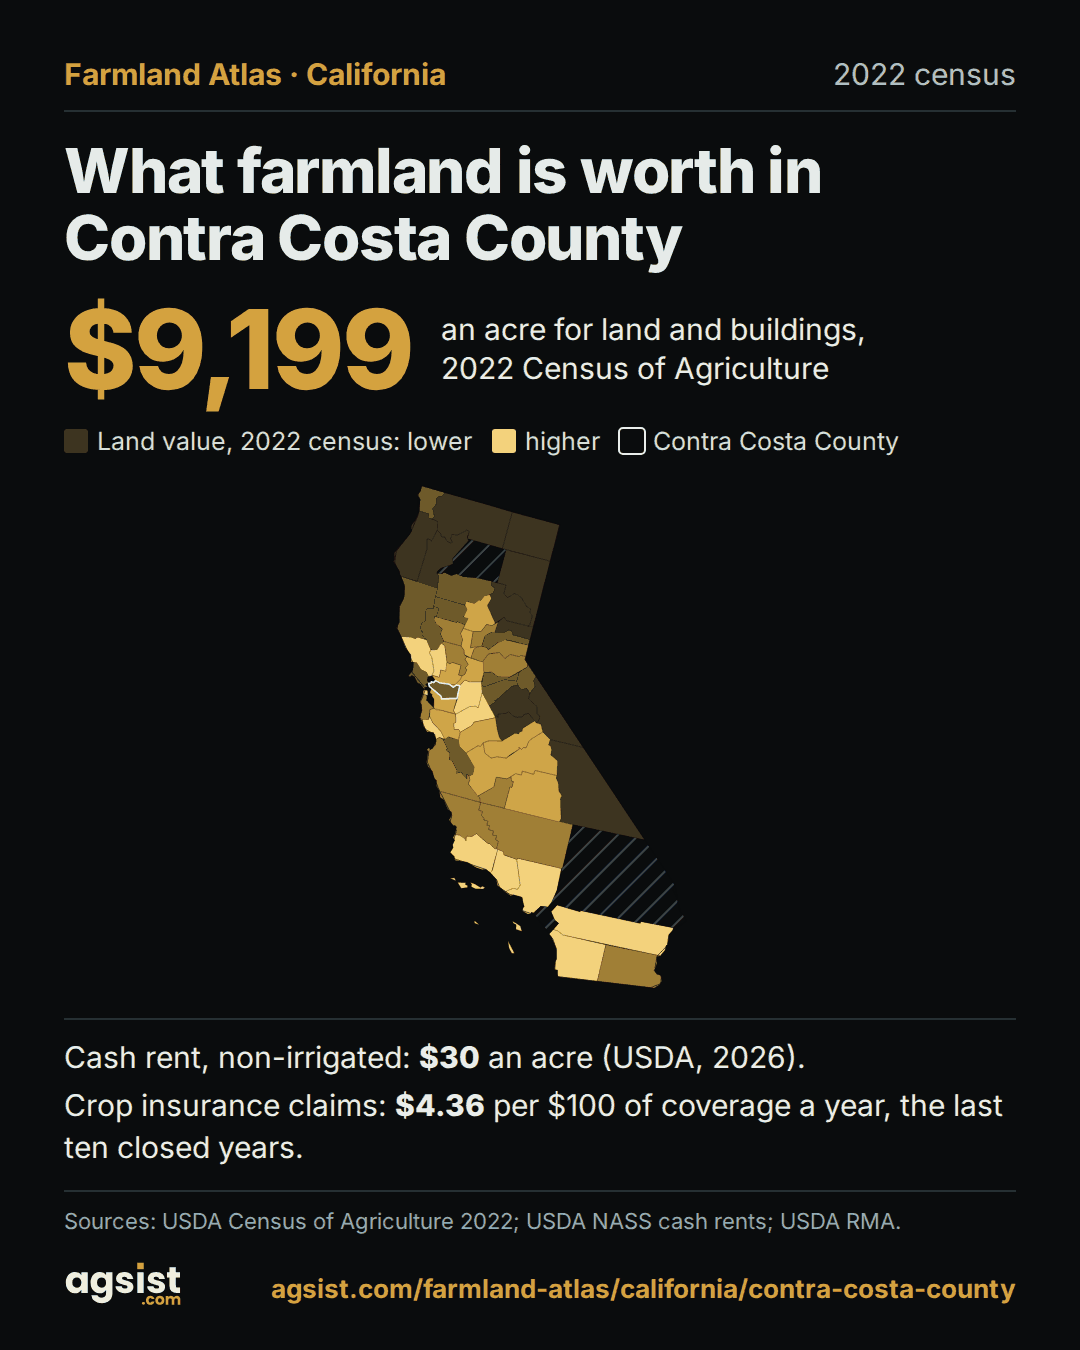 Farmland Atlas · California
2022 census
What farmland is worth in
Contra Costa County
$9,199
an acre for land and buildings,
2022 Census of Agriculture
Land value, 2022 census: lower
higher
Contra Costa County
Cash rent, non-irrigated: $30 an acre (USDA, 2026).
Crop insurance claims: $4.36 per $100 of coverage a year, the last
ten closed years.
Sources: USDA Census of Agriculture 2022; USDA NASS cash rents; USDA RMA.
agsist
.com
agsist.com/farmland-atlas/california/contra-costa-county